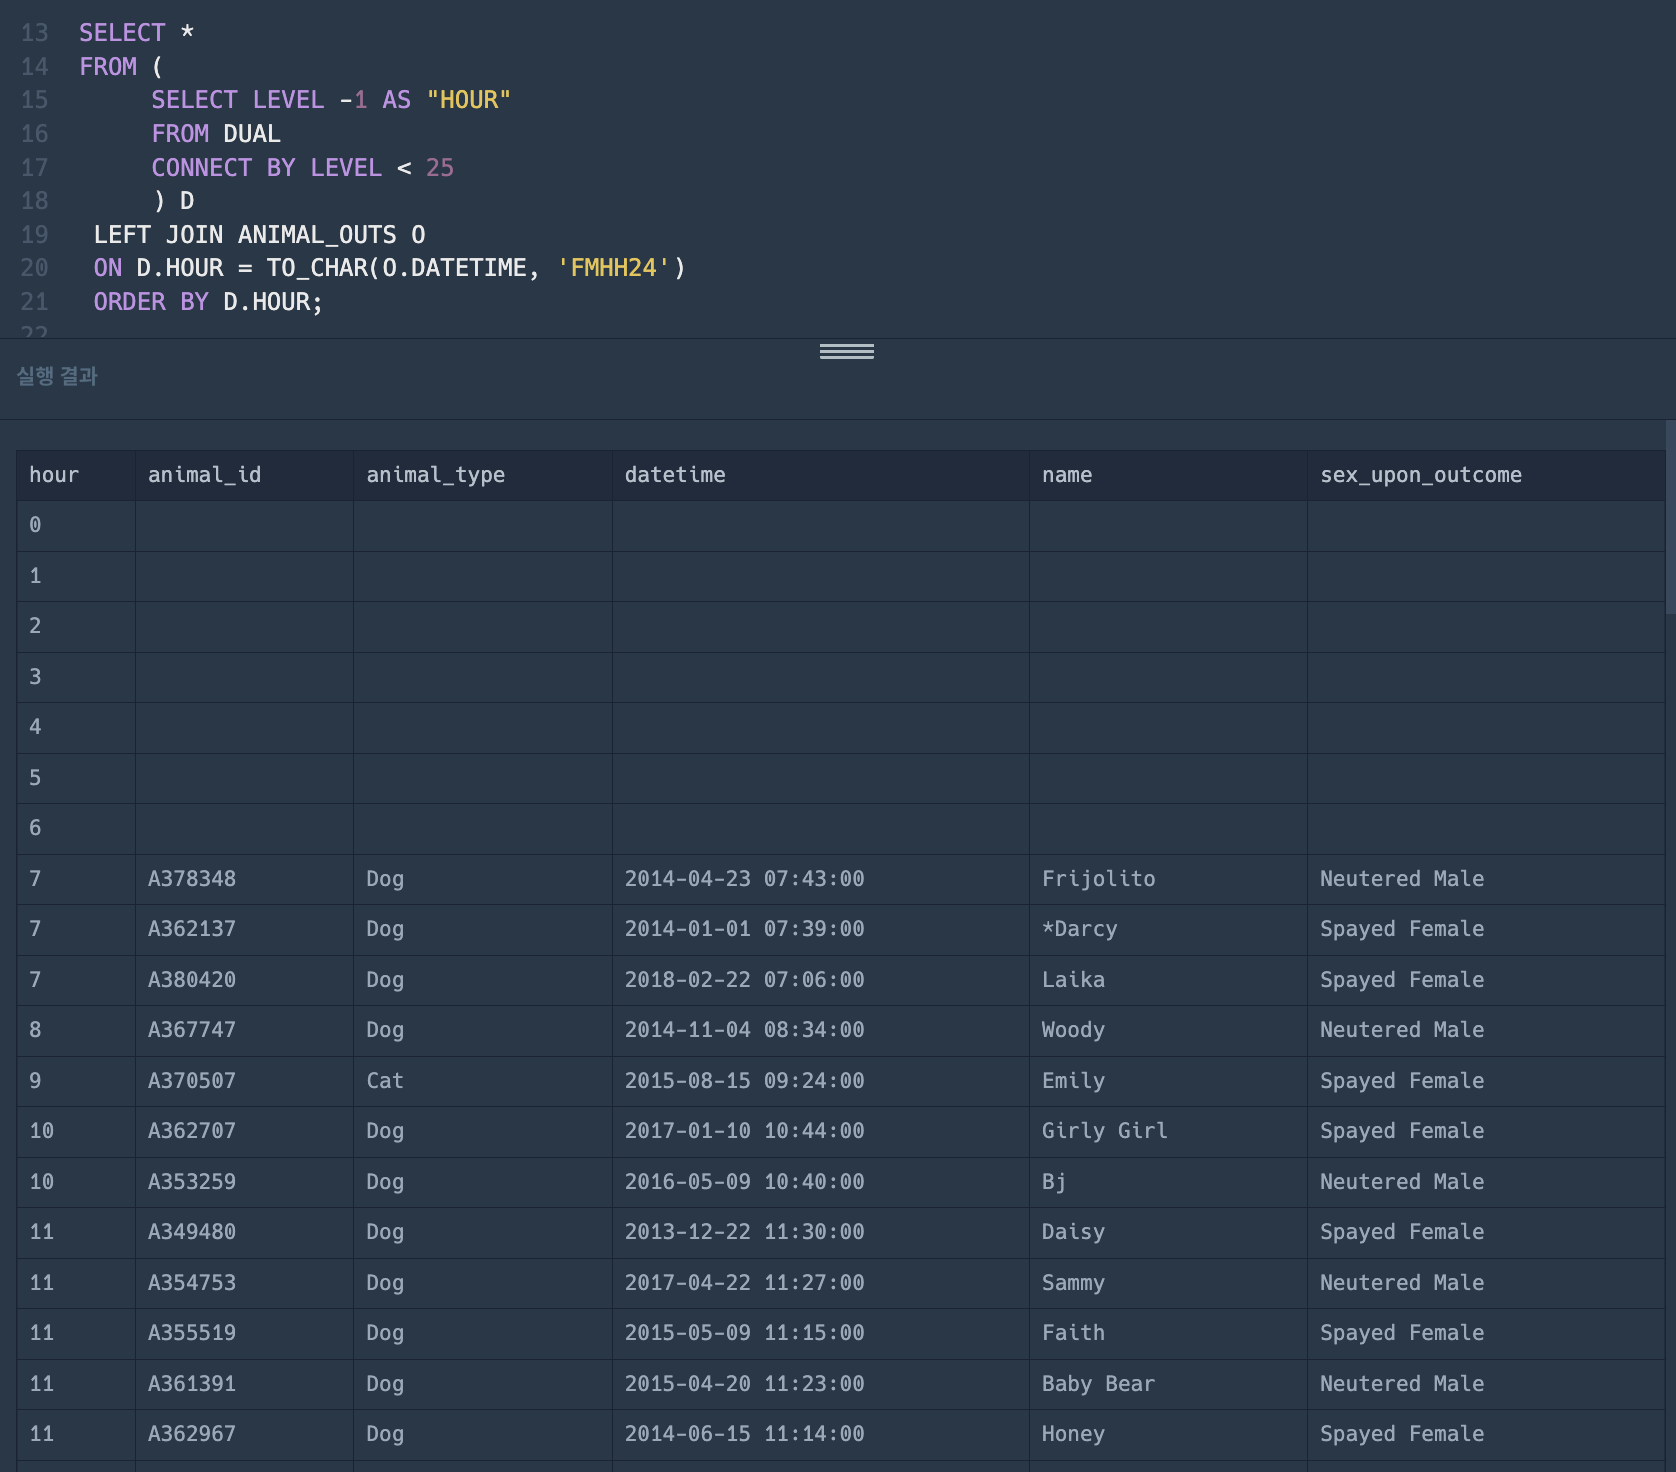 13 SELECT *
14 FROM (
15 SELECT LEVEL -1 AS "HOUR"
16 FROM DUAL
17 CONNECT BY LEVEL < 25
18 ) D
19 LEFT JOIN ANIMAL_OUTS O
20 ON D.HOUR = TO_CHAR(O.DATETIME, 'FMHH24')
21 ORDER BY D.HOUR;
22
실행 결과
hour animal_id animal_type datetime name sex_upon_outcome
0
1
2
3
4
5
6
7 A378348 Dog 2014-04-23 07:43:00 Frijolito Neutered Male
7 A362137 Dog 2014-01-01 07:39:00 *Darcy Spayed Female
7 A380420 Dog 2018-02-22 07:06:00 Laika Spayed Female
8 A367747 Dog 2014-11-04 08:34:00 Woody Neutered Male
9 A370507 Cat 2015-08-15 09:24:00 Emily Spayed Female
10 A362707 Dog 2017-01-10 10:44:00 Girly Girl Spayed Female
10 A353259 Dog 2016-05-09 10:40:00 Bj Neutered Male
11 A349480 Dog 2013-12-22 11:30:00 Daisy Spayed Female
11 A354753 Dog 2017-04-22 11:27:00 Sammy Neutered Male
11 A355519 Dog 2015-05-09 11:15:00 Faith Spayed Female
11 A361391 Dog 2015-04-20 11:23:00 Baby Bear Neutered Male
11 A362967 Dog 2014-06-15 11:14:00 Honey Spayed Female